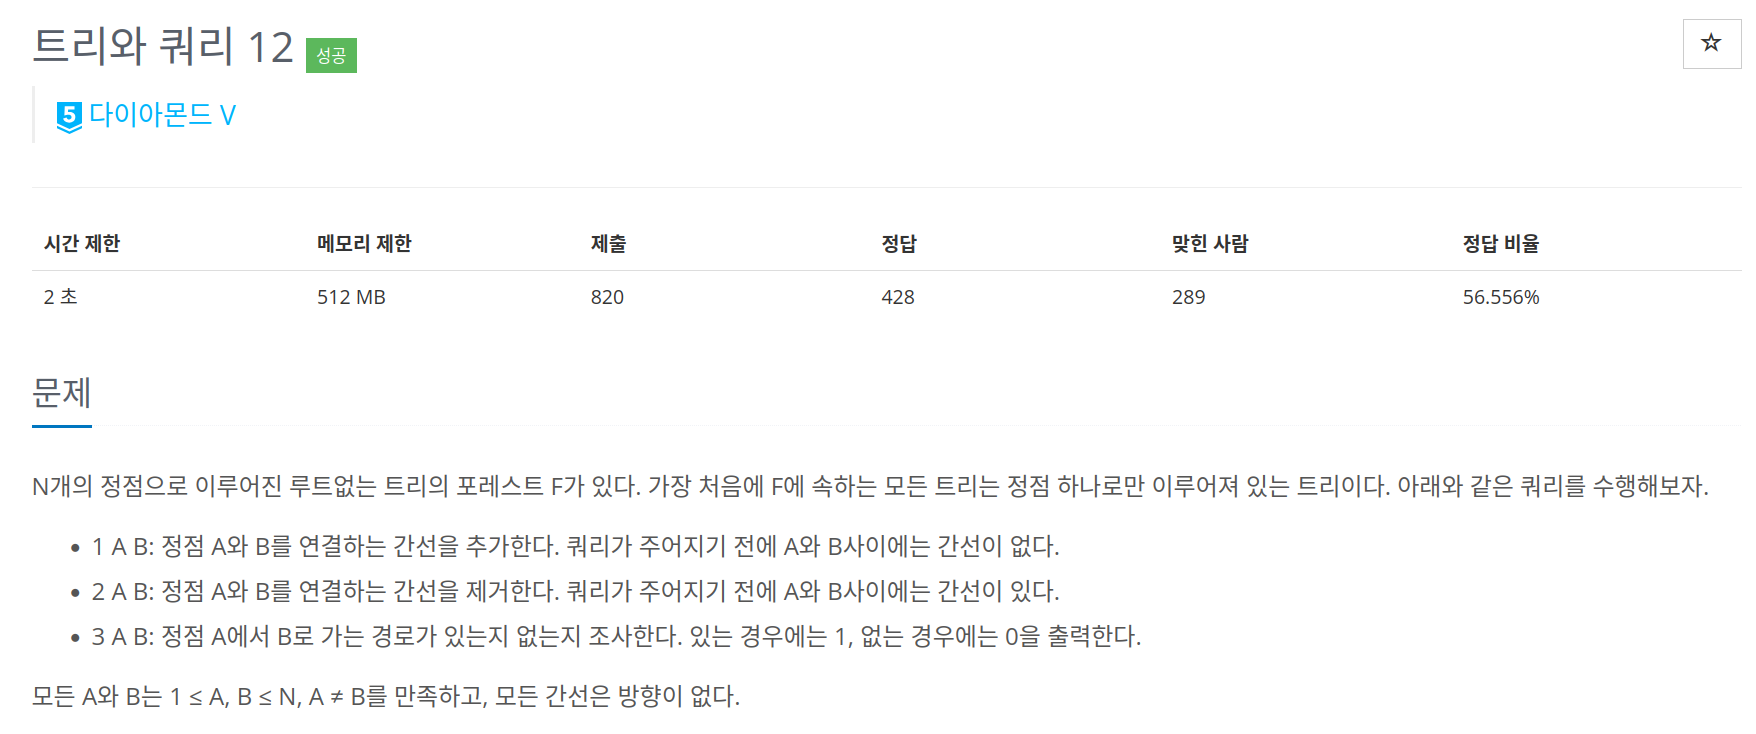 트리와 쿼리 12 성공
☆
5 다이아몬드 V
시간 제한 메모리 제한 제출 정답 맞힌 사람 정답 비율
2 초 512 MB 820 428 289 56.556%
문제
N개의 정점으로 이루어진 루트없는 트리의 포레스트 F가 있다. 가장 처음에 F에 속하는 모든 트리는 정점 하나로만 이루어져 있는 트리이다. 아래와 같은 쿼리를 수행해보자.
• 1 A B: 정점 A와 B를 연결하는 간선을 추가한다. 쿼리가 주어지기 전에 A와 B사이에는 간선이 없다.
• 2 A B: 정점 A와 B를 연결하는 간선을 제거한다. 쿼리가 주어지기 전에 A와 B사이에는 간선이 있다.
• 3 A B: 정점 A에서 B로 가는 경로가 있는지 없는지 조사한다. 있는 경우에는 1, 없는 경우에는 0을 출력한다.
모든 A와 B는 1 ≤ A, B ≤ N, A ≠ B를 만족하고, 모든 간선은 방향이 없다.